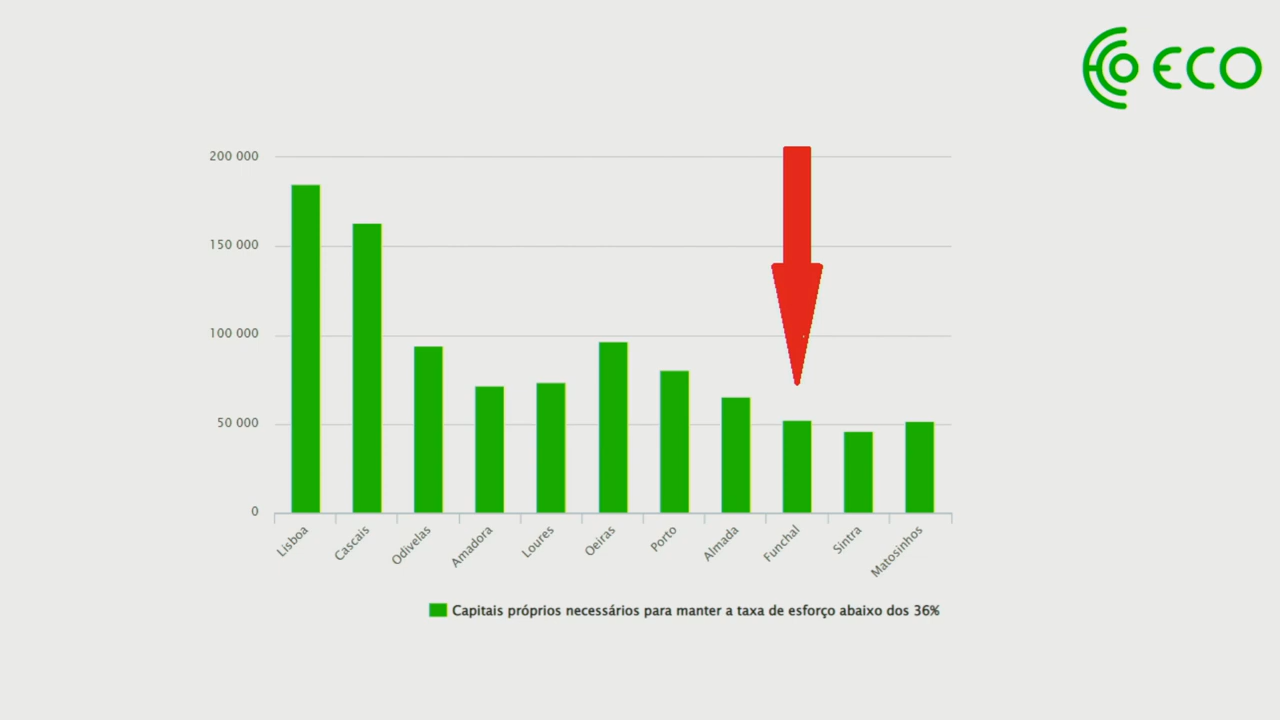 ECO
200 000
150 000
100 000
50 000
0
Lisboa
Cascais
Odivelas
Amadora
Loures
Oeiras
Porto
Almada
Funchal
Sintra
Matosinhos
Capitais próprios necessários para manter a taxa de esforço abaixo dos 36%